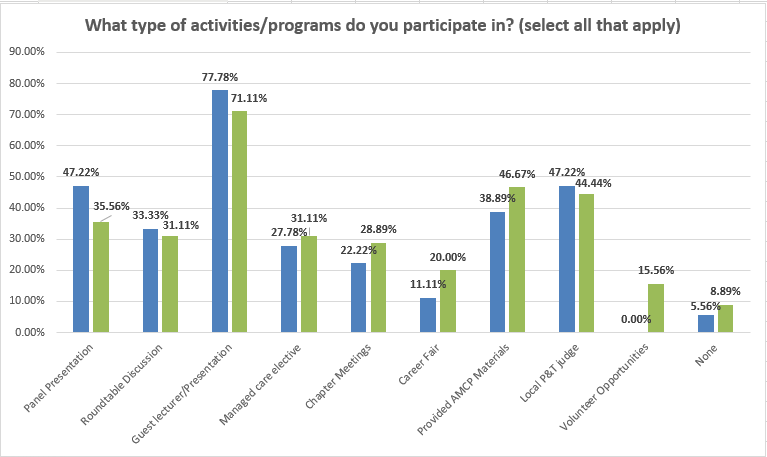 What type of activities/programs do you participate in? (select all that apply)
90.00%
80.00%
70.00%
60.00%
50.00%
40.00%
30.00%
20.00%
10.00%
0.00%
47.22%
35.56%
33.33%
31.11%
77.78%
71.11%
27.78%
31.11%
22.22%
28.89%
11.11%
20.00%
38.89%
46.67%
47.22%
44.44%
0.00%
15.56%
5.56%
8.89%
Panel Presentation
Roundtable Discussion
Guest lecturer/Presentation
Managed care elective
Chapter Meetings
Career Fair
Provided AMCP Materials
Local P&T judge
Volunteer Opportunities
None